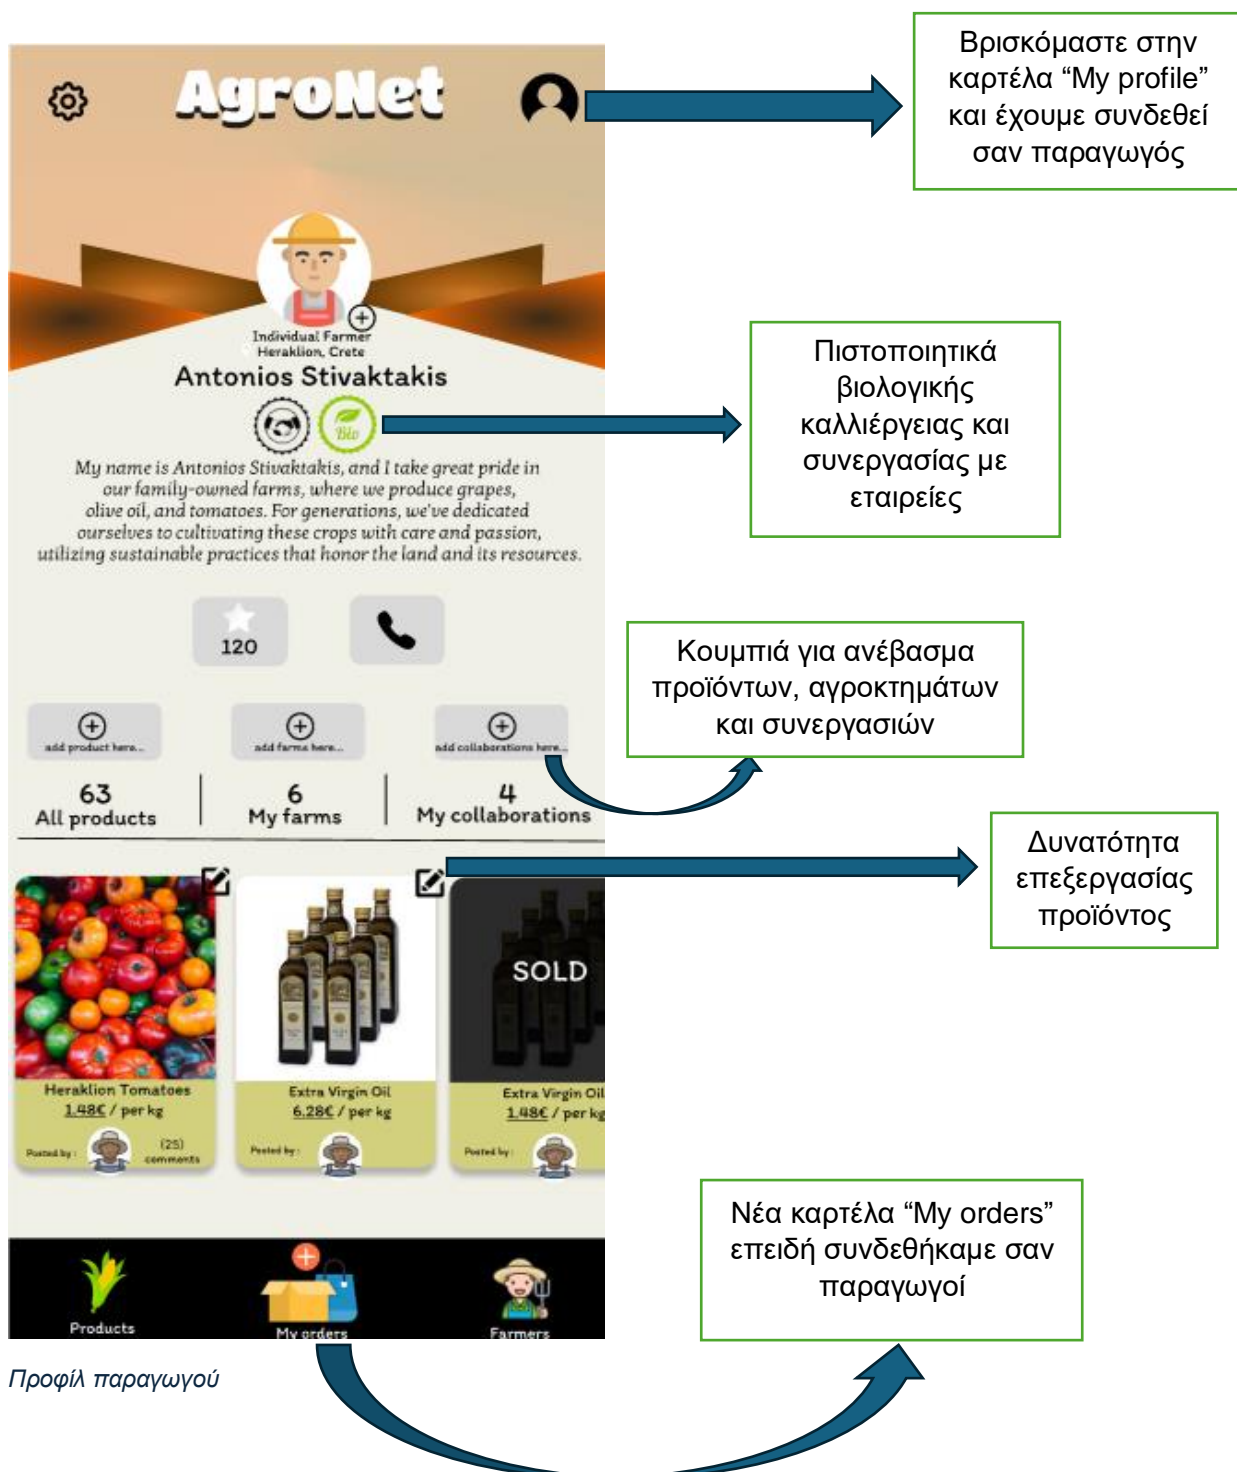 Βρισκόμαστε στην
καρτέλα “My profile”
και έχουμε συνδεθεί
σαν παραγωγός
AgroNet
Individual Farmer
Heraklion, Crete
Antonios Stivaktakis
Bio
Πιστοποιητικά
βιολογικής
καλλιέργειας και
συνεργασίας με
εταιρείες
My name is Antonios Stivaktakis, and I take great pride in
our family-owned farms, where we produce grapes,
olive oil, and tomatoes. For generations, we've dedicated
ourselves to cultivating these crops with care and passion,
utilizing sustainable practices that honor the land and its resources.
120
Κουμπιά για ανέβασμα
προϊόντων, αγροκτημάτων
και συνεργασιών
add product here...
add farms here...
add collaborations here...
63
All products
6
My farms
4
My collaborations
Δυνατότητα
επεξεργασίας
προϊόντος
SOLD
Heraklion Tomatoes
1.48€ / per kg
Posted by :
(25)
comments
Extra Virgin Oil
6.28€ / per kg
Posted by :
Extra Virgin Oil
1.48€ / per kg
Posted by :
Νέα καρτέλα “My orders”
επειδή συνδεθήκαμε σαν
παραγωγοί
Products
My orders
Farmers
Προφίλ παραγωγού